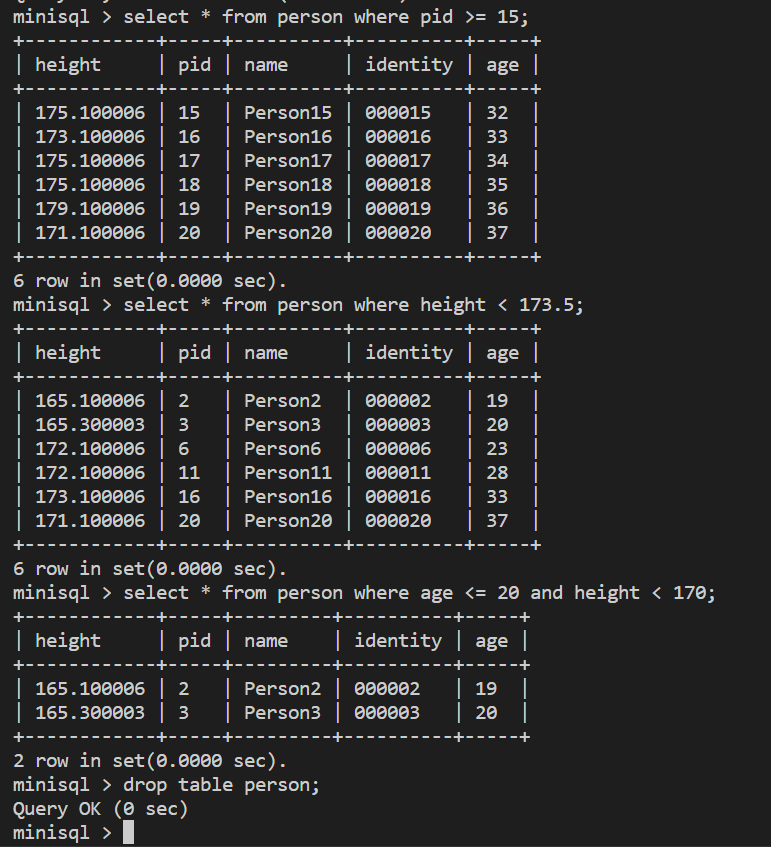 minisql > select * from person where pid >= 15;
+------------+-----+----------+----------+-----+
| height     | pid | name     | identity | age |
+------------+-----+----------+----------+-----+
| 175.100006 | 15  | Person15 | 000015   | 32  |
| 173.100006 | 16  | Person16 | 000016   | 33  |
| 175.100006 | 17  | Person17 | 000017   | 34  |
| 175.100006 | 18  | Person18 | 000018   | 35  |
| 179.100006 | 19  | Person19 | 000019   | 36  |
| 171.100006 | 20  | Person20 | 000020   | 37  |
+------------+-----+----------+----------+-----+
6 row in set(0.0000 sec).
minisql > select * from person where height < 173.5;
+------------+-----+----------+----------+-----+
| height     | pid | name     | identity | age |
+------------+-----+----------+----------+-----+
| 165.100006 | 2   | Person2  | 000002   | 19  |
| 165.300003 | 3   | Person3  | 000003   | 20  |
| 172.100006 | 6   | Person6  | 000006   | 23  |
| 172.100006 | 11  | Person11 | 000011   | 28  |
| 173.100006 | 16  | Person16 | 000016   | 33  |
| 171.100006 | 20  | Person20 | 000020   | 37  |
+------------+-----+----------+----------+-----+
6 row in set(0.0000 sec).
minisql > select * from person where age <= 20 and height < 170;
+------------+-----+---------+----------+-----+
| height     | pid | name    | identity | age |
+------------+-----+---------+----------+-----+
| 165.100006 | 2   | Person2 | 000002   | 19  |
| 165.300003 | 3   | Person3 | 000003   | 20  |
+------------+-----+---------+----------+-----+
2 row in set(0.0000 sec).
minisql > drop table person;
Query OK (0 sec)
minisql >